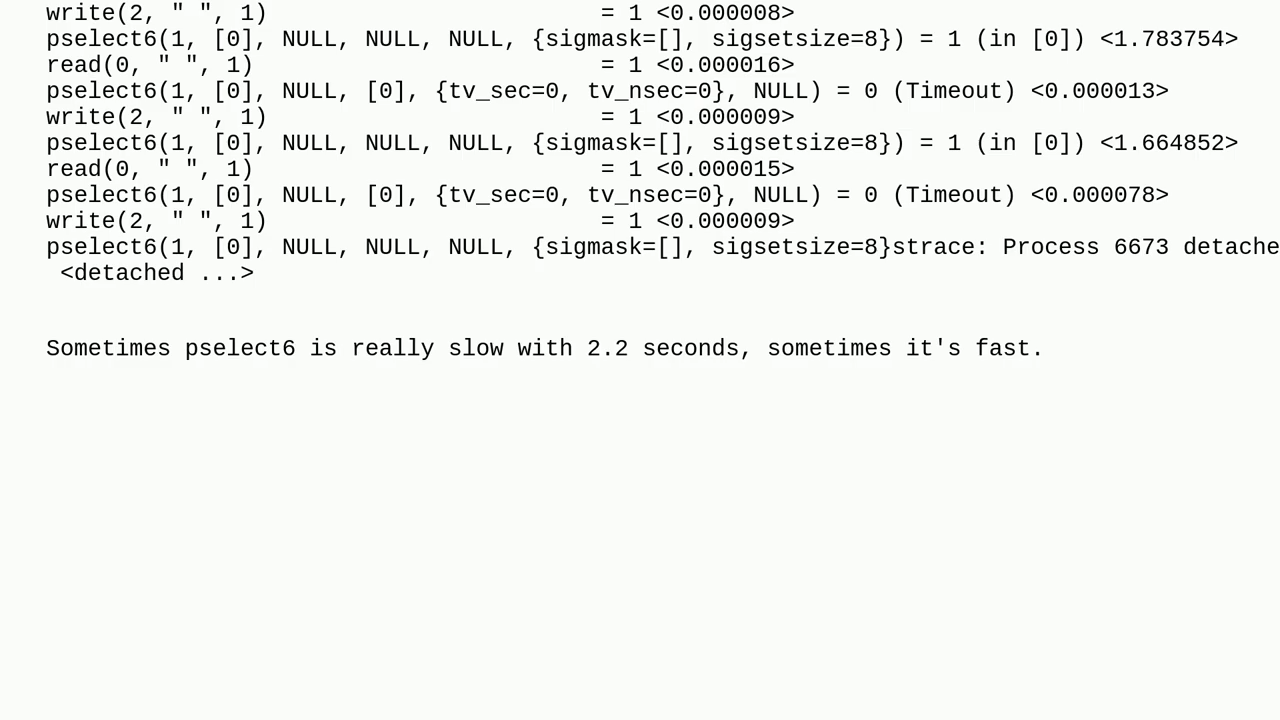 write(2, " ", 1)                        = 1 <0.000008>
pselect6(1, [0], NULL, NULL, NULL, {sigmask=[], sigsetsize=8}) = 1 (in [0]) <1.783754>
read(0, " ", 1)                         = 1 <0.000016>
pselect6(1, [0], NULL, [0], {tv_sec=0, tv_nsec=0}, NULL) = 0 (Timeout) <0.000013>
write(2, " ", 1)                        = 1 <0.000009>
pselect6(1, [0], NULL, NULL, NULL, {sigmask=[], sigsetsize=8}) = 1 (in [0]) <1.664852>
read(0, " ", 1)                         = 1 <0.000015>
pselect6(1, [0], NULL, [0], {tv_sec=0, tv_nsec=0}, NULL) = 0 (Timeout) <0.000078>
write(2, " ", 1)                        = 1 <0.000009>
pselect6(1, [0], NULL, NULL, NULL, {sigmask=[], sigsetsize=8}strace: Process 6673 detache
 <detached ...>
Sometimes pselect6 is really slow with 2.2 seconds, sometimes it's fast.